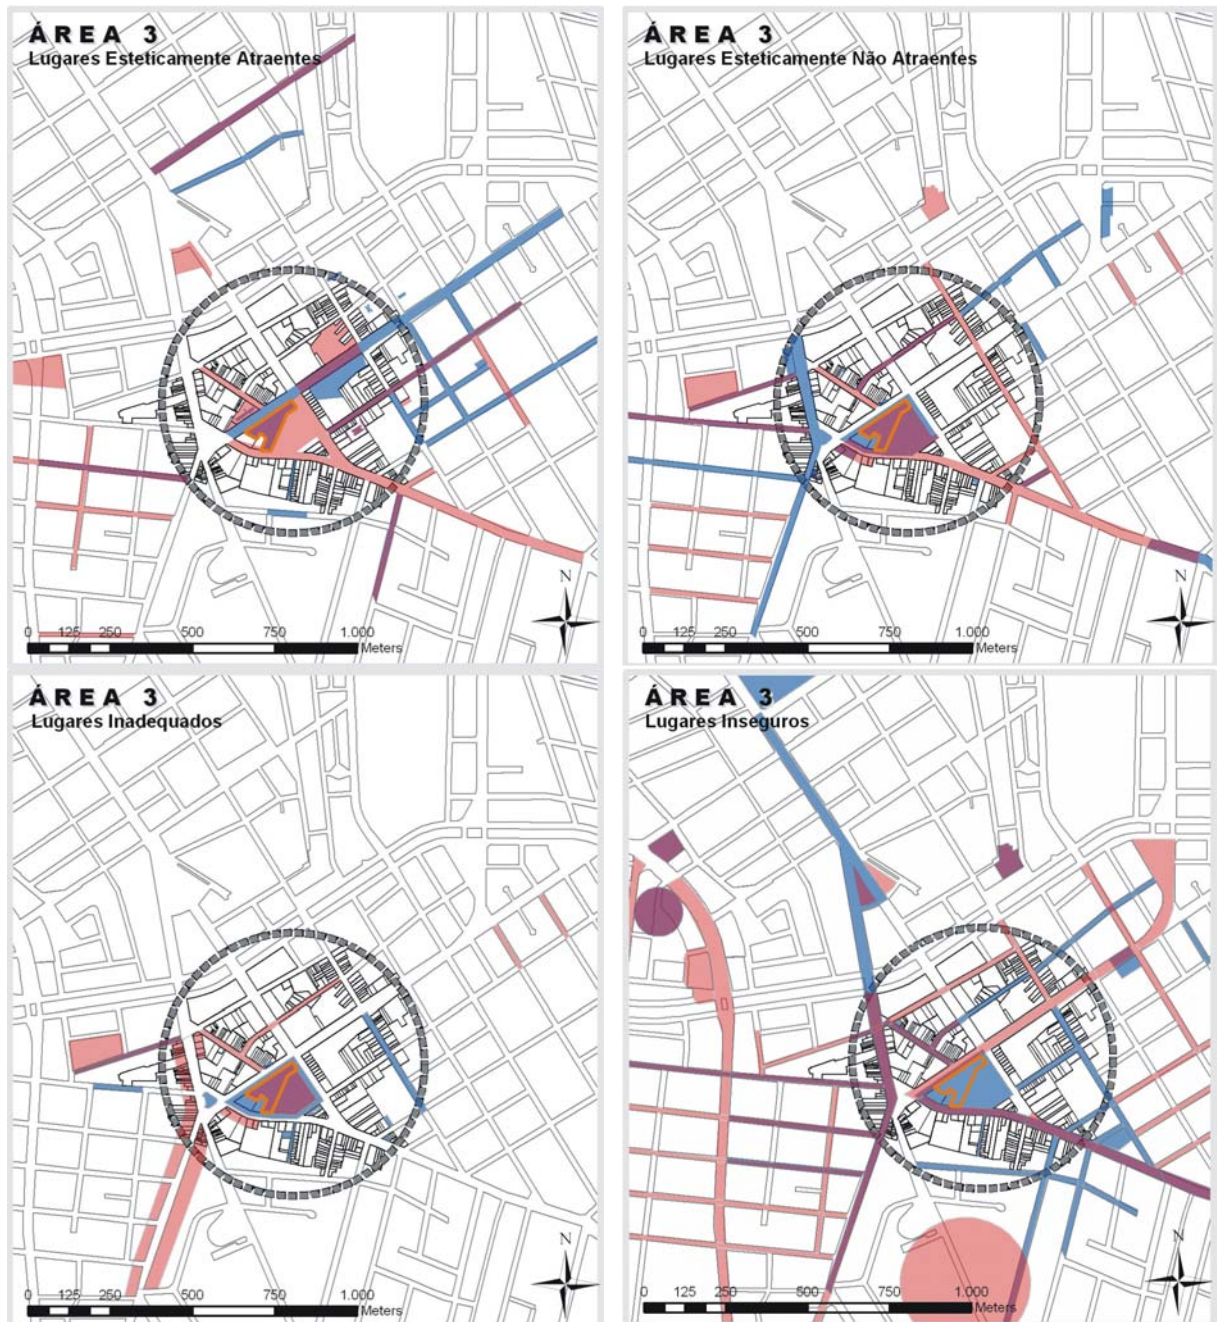 ÁREA 3
Lugares Esteticamente Atraentes
N
0 125 250 500 750 1.000
Meters
ÁREA 3
Lugares Esteticamente Não Atraentes
N
0 125 250 500 750 1.000
Meters
ÁREA 3
Lugares Inadequados
N
0 125 250 500 750 1.000
Meters
ÁREA 3
Lugares Inseguros
N
0 125 250 500 750 1.000
Meters